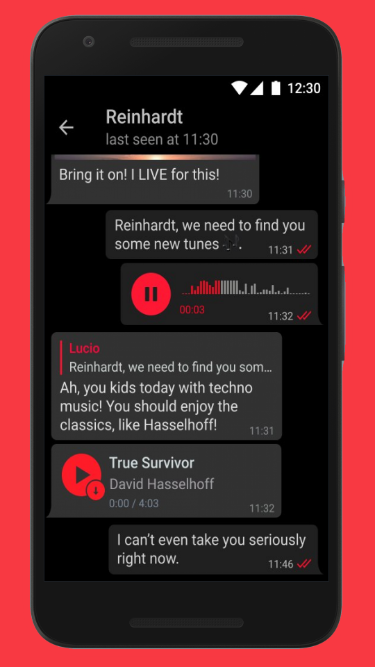 12:30
Reinhardt
last seen at 11:30
Bring it on! I LIVE for this!
11:30
Reinhardt, we need to find you
some new tunes .
11:31
00:03
11:32
Lucio
Reinhardt, we need to find you som...
Ah, you kids today with techno
music! You should enjoy the
classics, like Hasselhoff!
11:31
True Survivor
David Hasselhoff
0:00 / 4:03
11:32
I can't even take you seriously
right now.
11:46